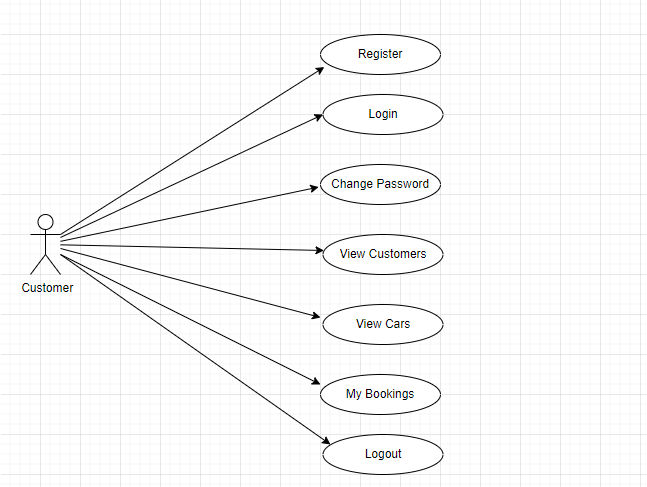 Register
Login
Change Password
View Customers
Customer
View Cars
My Bookings
Logout